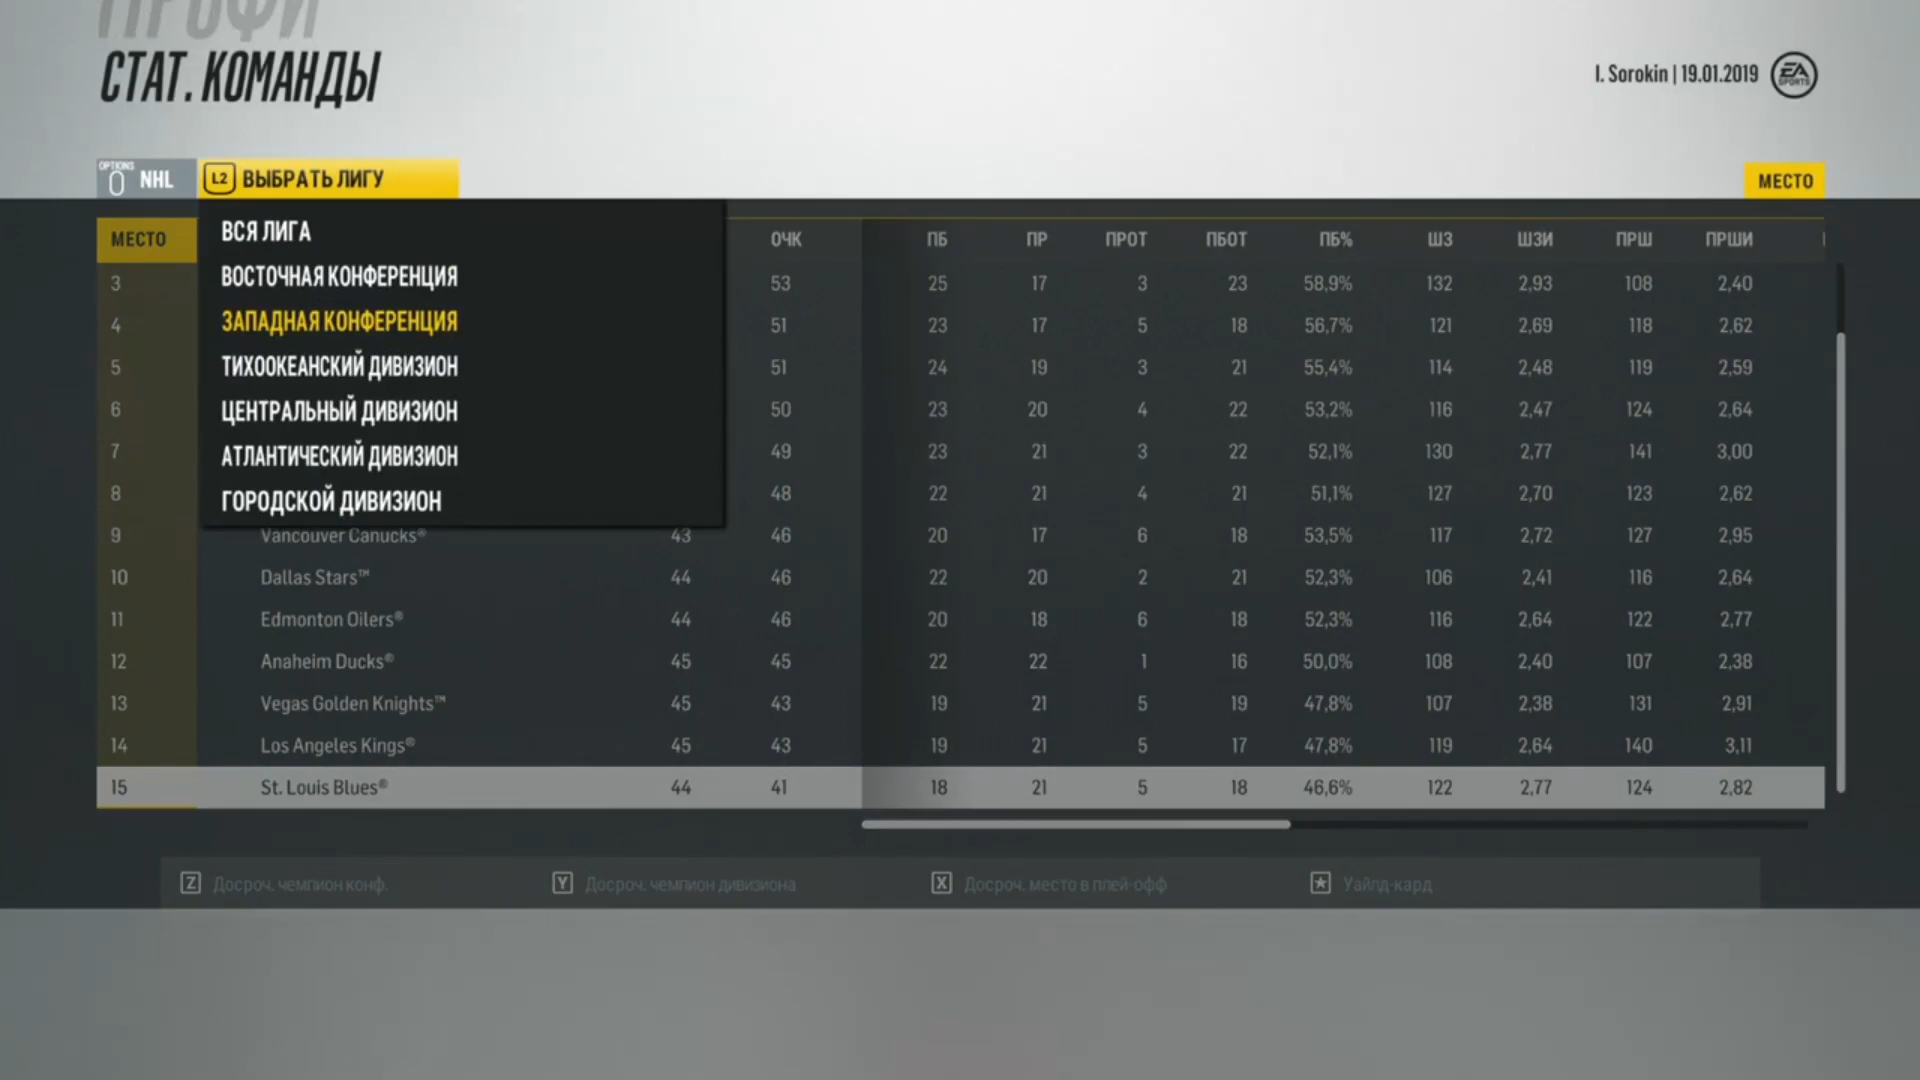 ПРОФИ
СТАТ. КОМАНДЫ
I. Sorokin | 19.01.2019
EA SPORTS
OPTIONS NHL L2 ВЫБРАТЬ ЛИГУ МЕСТО
ВСЯ ЛИГА
ВОСТОЧНАЯ КОНФЕРЕНЦИЯ
ЗАПАДНАЯ КОНФЕРЕНЦИЯ
ТИХООКЕАНСКИЙ ДИВИЗИОН
ЦЕНТРАЛЬНЫЙ ДИВИЗИОН
АТЛАНТИЧЕСКИЙ ДИВИЗИОН
ГОРОДСКОЙ ДИВИЗИОН
МЕСТО ОЧК ПБ ПР ПРОТ ПБОТ ПБ% ШЗ ШЗИ ПРШ ПРШИ
3 53 25 17 3 23 58,9% 132 2,93 108 2,40
4 51 23 17 5 18 56,7% 121 2,69 118 2,62
5 51 24 19 3 21 55,4% 114 2,48 119 2,59
6 50 23 20 4 22 53,2% 116 2,47 124 2,64
7 49 23 21 3 22 52,1% 130 2,77 141 3,00
8 48 22 21 4 21 51,1% 127 2,70 123 2,62
9 Vancouver Canucks® 43 46 20 17 6 18 53,5% 117 2,72 127 2,95
10 Dallas Stars™ 44 46 22 20 2 21 52,3% 106 2,41 116 2,64
11 Edmonton Oilers® 44 46 20 18 6 18 52,3% 116 2,64 122 2,77
12 Anaheim Ducks® 45 45 22 22 1 16 50,0% 108 2,40 107 2,38
13 Vegas Golden Knights™ 45 43 19 21 5 19 47,8% 107 2,38 131 2,91
14 Los Angeles Kings® 45 43 19 21 5 17 47,8% 119 2,64 140 3,11
15 St. Louis Blues® 44 41 18 21 5 18 46,6% 122 2,77 124 2,82
Z Досроч. чемпион конф. Y Досроч. чемпион дивизиона X Досроч. место в плей-офф ★ Уайлд-кард